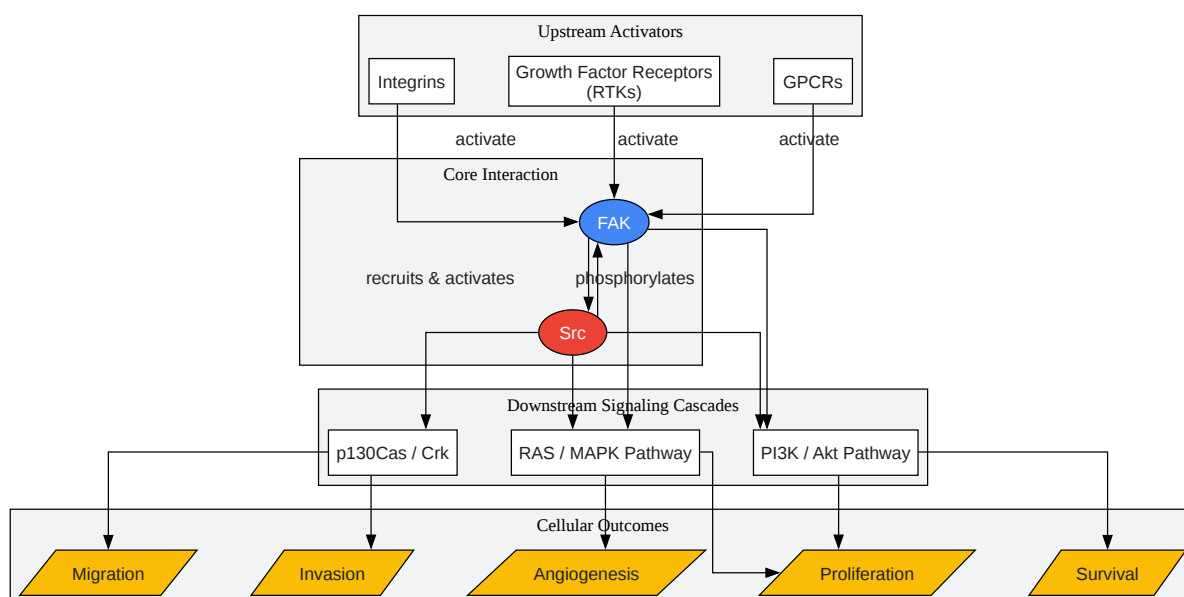 Upstream Activators
Integrins
Growth Factor Receptors
(RTKs)
GPCRs
activate
activate
activate
Core Interaction
FAK
recruits & activates
phosphorylates
Src
Downstream Signaling Cascades
p130Cas / Crk
RAS / MAPK Pathway
PI3K / Akt Pathway
Cellular Outcomes
Migration
Invasion
Angiogenesis
Proliferation
Survival